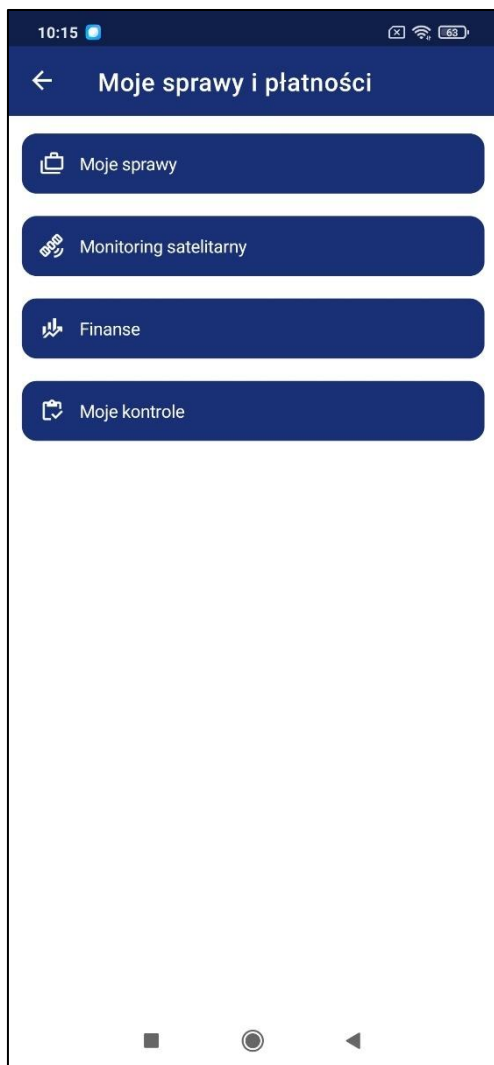 10:15
63
Moje sprawy i płatności
Moje sprawy
Monitoring satelitarny
Finanse
Moje kontrole